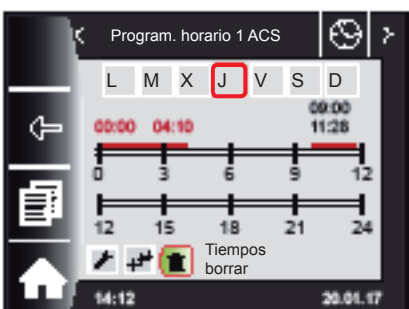 Program. horario 1 ACS
L M X J V S D
09:00
00:00 04:10 11:28
0 3 6 9 12
12 15 18 21 24
Tiempos
borrar
14:12 20.01.17